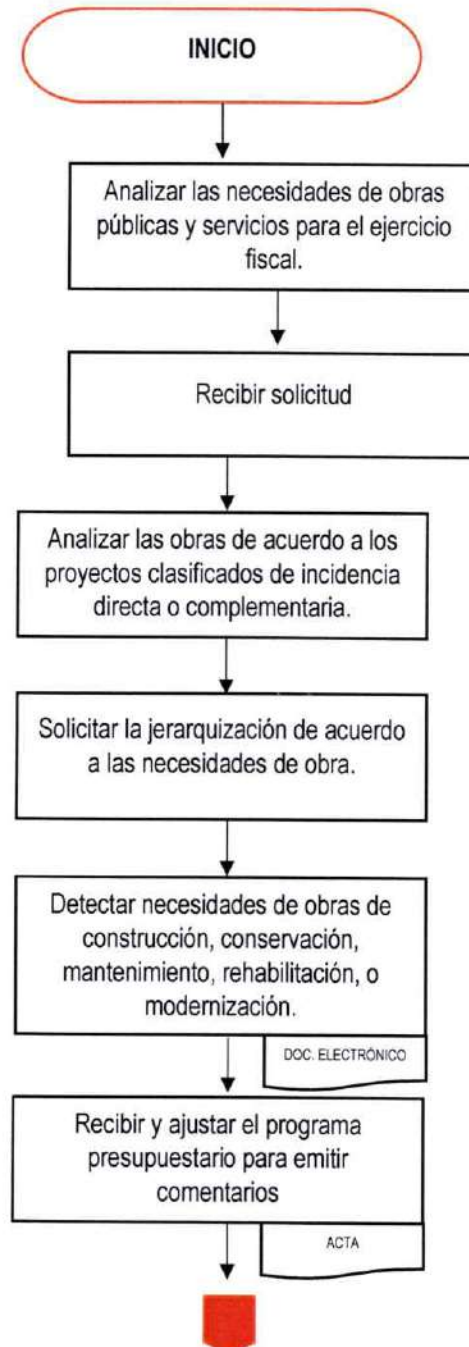 INICIO
Analizar las necesidades de obras
públicas y servicios para el ejercicio
fiscal.
Recibir solicitud
Analizar las obras de acuerdo a los
proyectos clasificados de incidencia
directa o complementaria.
Solicitar la jerarquización de acuerdo
a las necesidades de obra.
Detectar necesidades de obras de
construcción, conservación,
mantenimiento, rehabilitación, o
modernización.
DOC. ELECTRÓNICO
Recibir y ajustar el programa
presupuestario para emitir
comentarios
ACTA